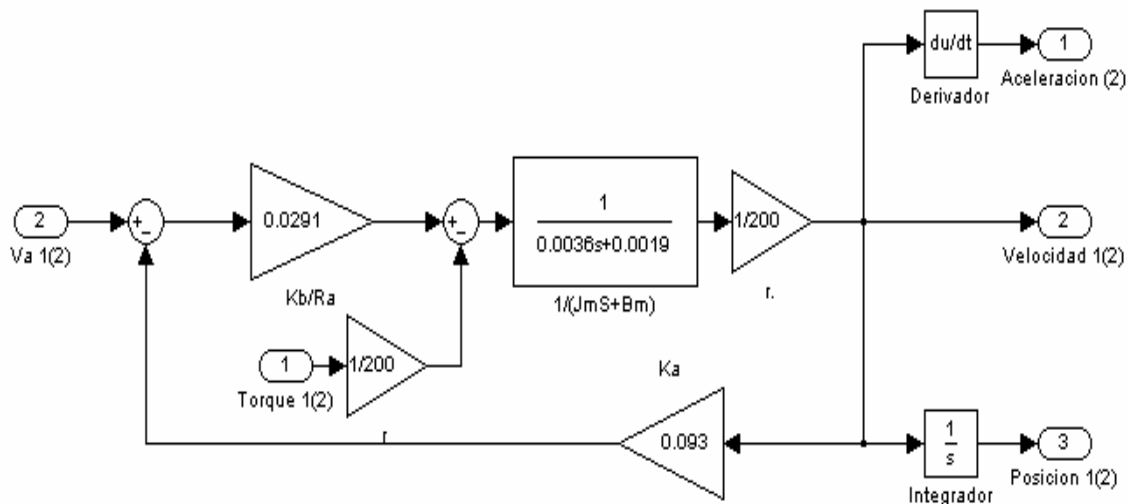 du/dt
1
Derivador
Aceleracion (2)
2
Va 1(2)
+
-
0.0291
Kb/Ra
+
-
1
0.0036s+0.0019
1/(JmS+Bm)
1/200
r.
2
Velocidad 1(2)
1
Torque 1(2)
1/200
r
Ka
0.093
1
s
Integrador
3
Posicion 1(2)